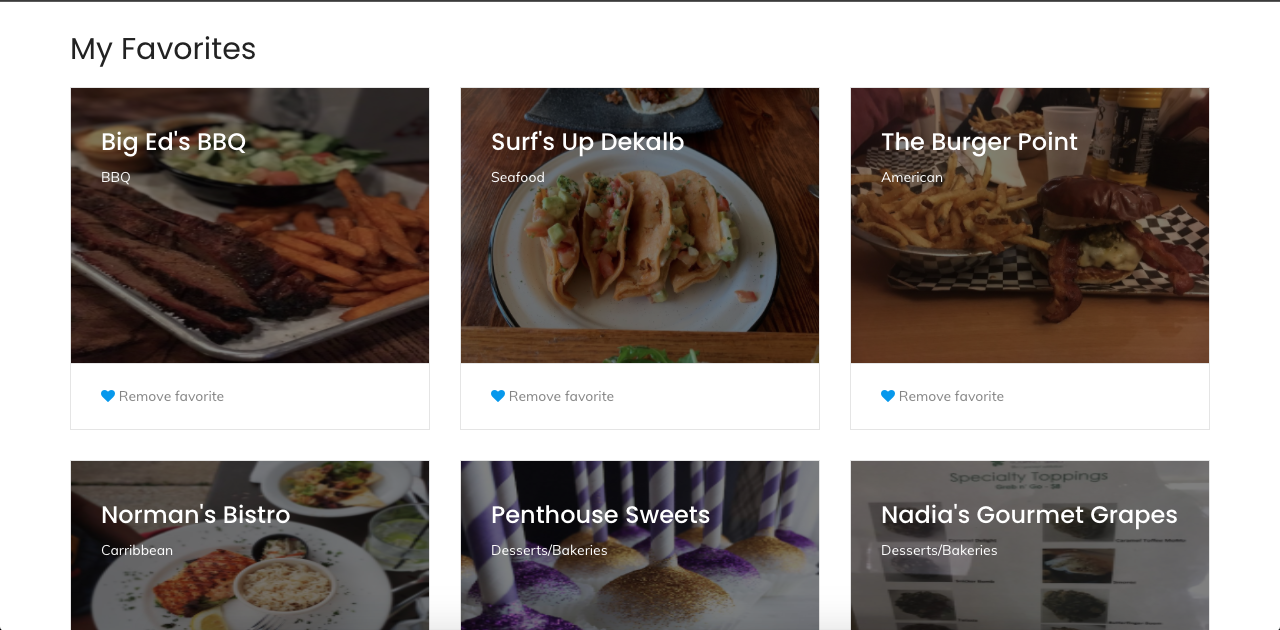 My Favorites
Big Ed's BBQ
BBQ
Surf's Up Dekalb
Seafood
The Burger Point
American
Remove favorite
Remove favorite
Remove favorite
Norman's Bistro
Carribbean
Penthouse Sweets
Desserts/Bakeries
Specialty Toppings
Nadia's Gourmet Grapes
Desserts/Bakeries